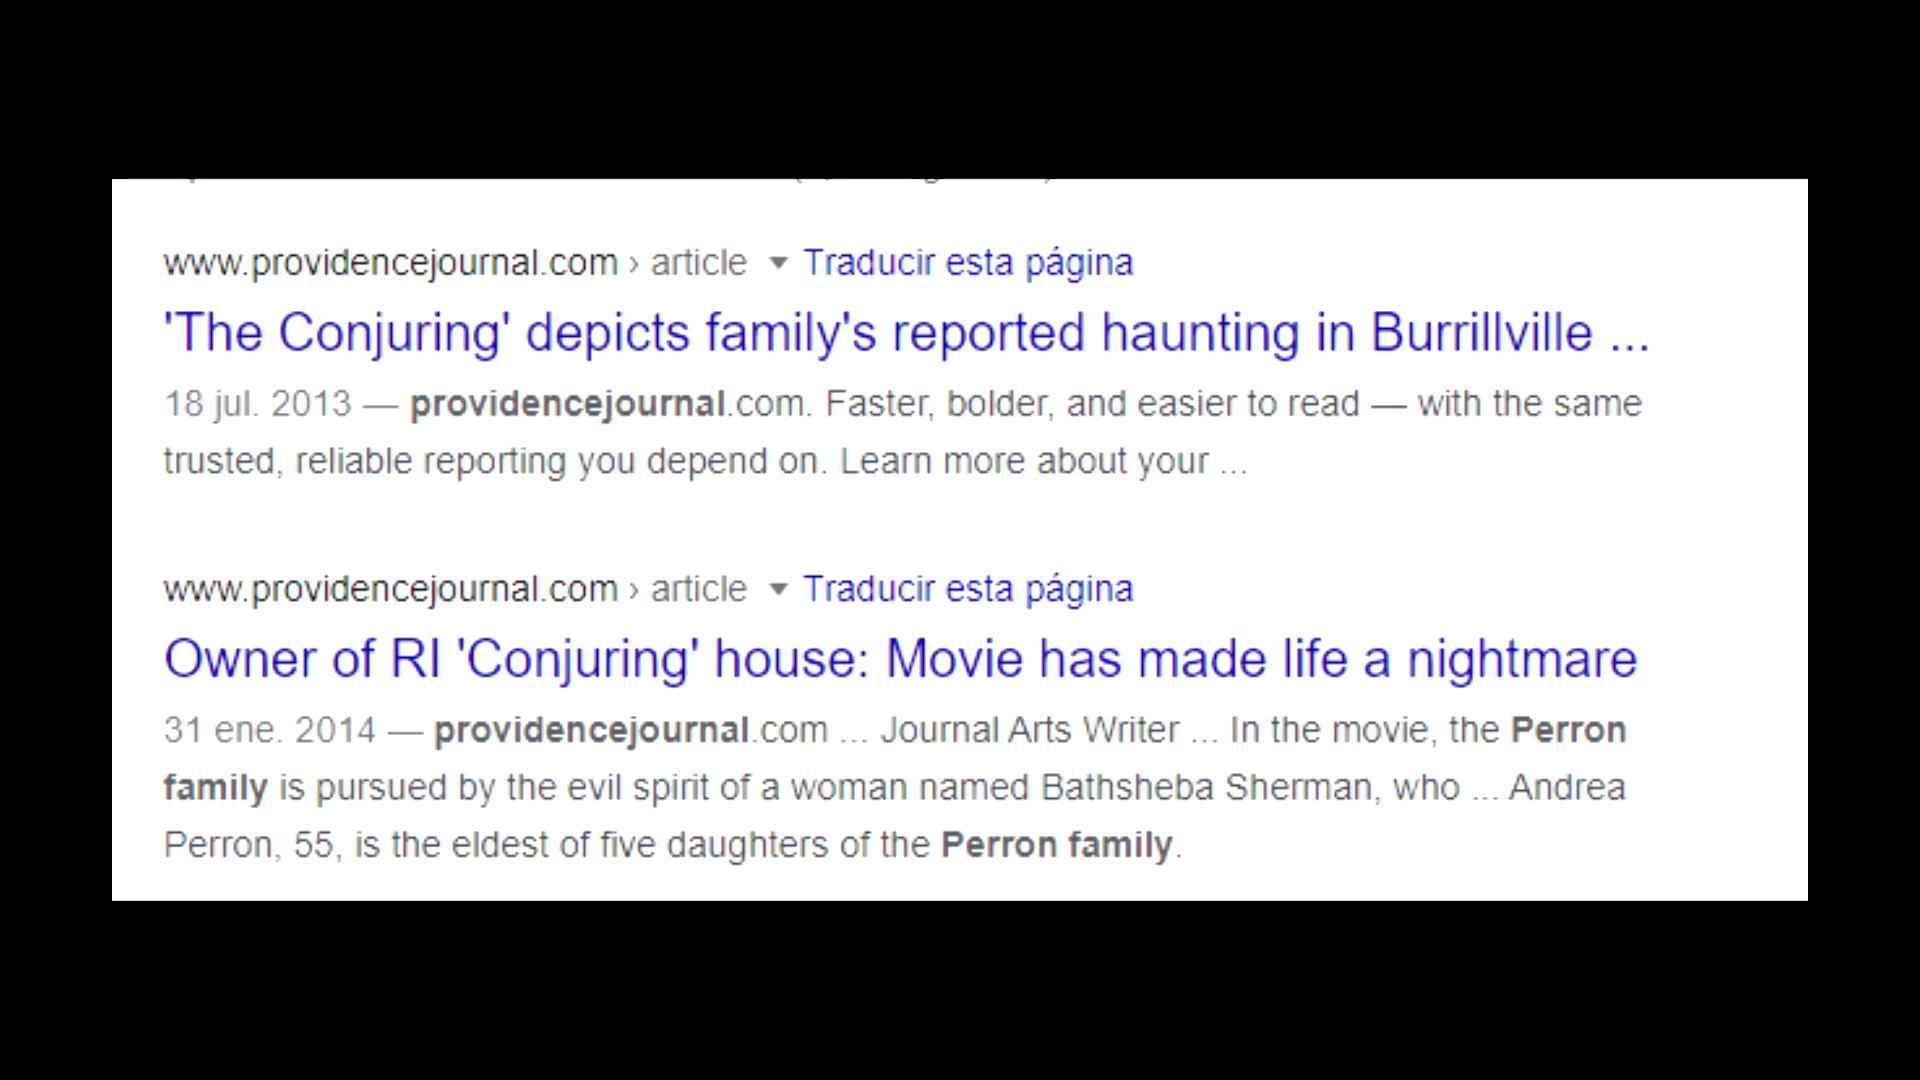 www.providencejournal.com › article ▾ Traducir esta página
'The Conjuring' depicts family's reported haunting in Burrillville ...
18 jul. 2013 — providencejournal.com. Faster, bolder, and easier to read — with the same
trusted, reliable reporting you depend on. Learn more about your ...
www.providencejournal.com › article ▾ Traducir esta página
Owner of RI 'Conjuring' house: Movie has made life a nightmare
31 ene. 2014 — providencejournal.com ... Journal Arts Writer ... In the movie, the Perron
family is pursued by the evil spirit of a woman named Bathsheba Sherman, who ... Andrea
Perron, 55, is the eldest of five daughters of the Perron family.